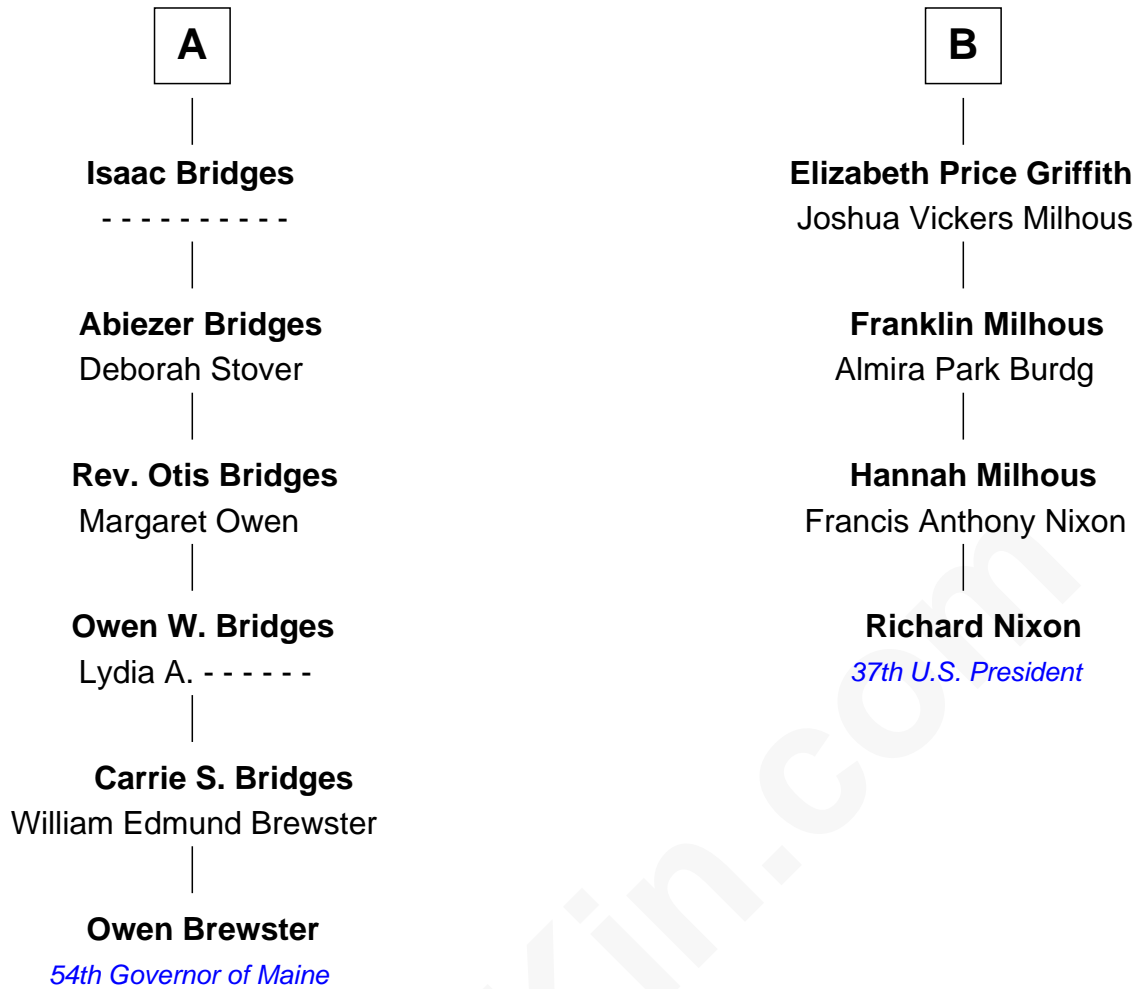 A
Isaac Bridges
- - - - - - - - - -
Abiezer Bridges
Deborah Stover
Rev. Otis Bridges
Margaret Owen
Owen W. Bridges
Lydia A. - - - - - -
Carrie S. Bridges
William Edmund Brewster
Owen Brewster
54th Governor of Maine
B
Elizabeth Price Griffith
Joshua Vickers Milhous
Franklin Milhous
Almira Park Burdg
Hannah Milhous
Francis Anthony Nixon
Richard Nixon
37th U.S. President